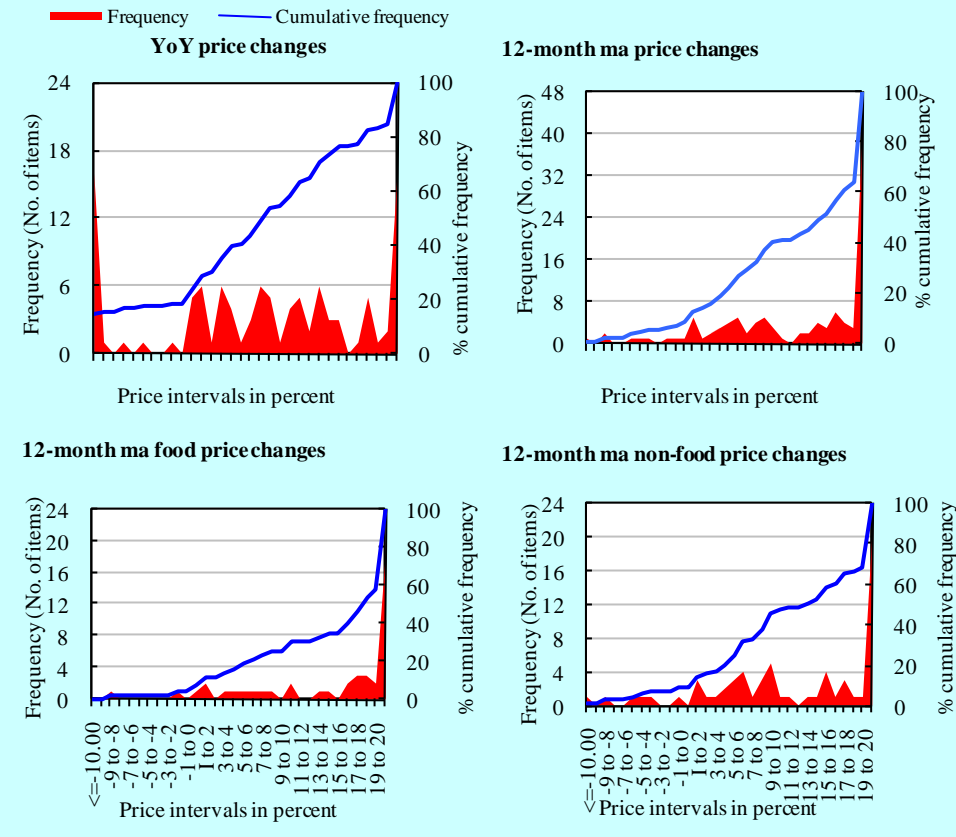 Frequency Cumulative frequency
YoY price changes
24
18
12
6
0
Frequency (No. of items)
100
80
60
40
20
0
% cumulative frequency
Price intervals in percent
12-month ma price changes
48
40
32
24
16
8
0
Frequency (No. of items)
100
80
60
40
20
0
% cumulative frequency
Price intervals in percent
12-month ma food price changes
24
20
16
12
8
4
0
Frequency (No. of items)
100
80
60
40
20
0
% cumulative frequency
<=-10.00
-9 to -8
-7 to -6
-5 to -4
-3 to -2
-1 to 0
1 to 2
3 to 4
5 to 6
7 to 8
9 to 10
11 to 12
13 to 14
15 to 16
17 to 18
19 to 20
Price intervals in percent
12-month ma non-food price changes
24
20
16
12
8
4
0
Frequency (No. of items)
100
80
60
40
20
0
% cumulative frequency
<=-10.00
-9 to -8
-7 to -6
-5 to -4
-3 to -2
-1 to 0
1 to 2
3 to 4
5 to 6
7 to 8
9 to 10
11 to 12
13 to 14
15 to 16
17 to 18
19 to 20
Price intervals in percent